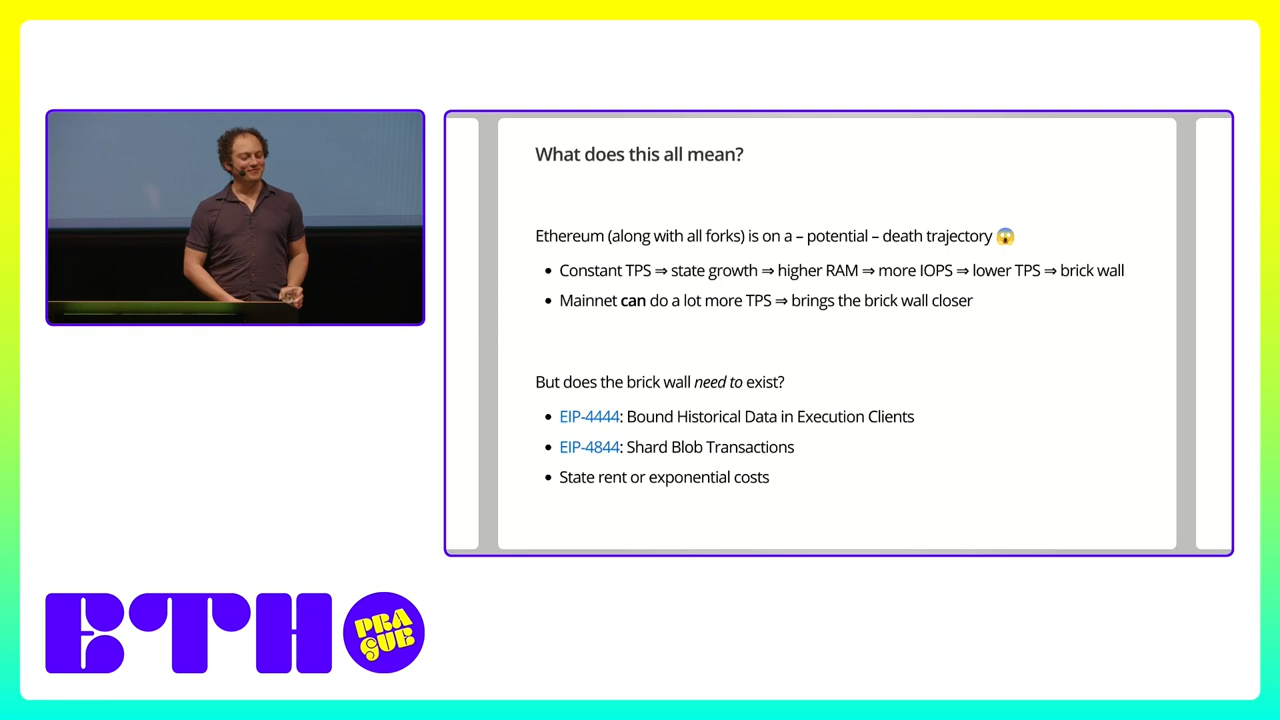 What does this all mean?
Ethereum (along with all forks) is on a – potential – death trajectory 😱
• Constant TPS ⇒ state growth ⇒ higher RAM ⇒ more IOPS ⇒ lower TPS ⇒ brick wall
• Mainnet can do a lot more TPS ⇒ brings the brick wall closer
But does the brick wall need to exist?
• EIP-4444: Bound Historical Data in Execution Clients
• EIP-4844: Shard Blob Transactions
• State rent or exponential costs
ETH
PRA
GUE